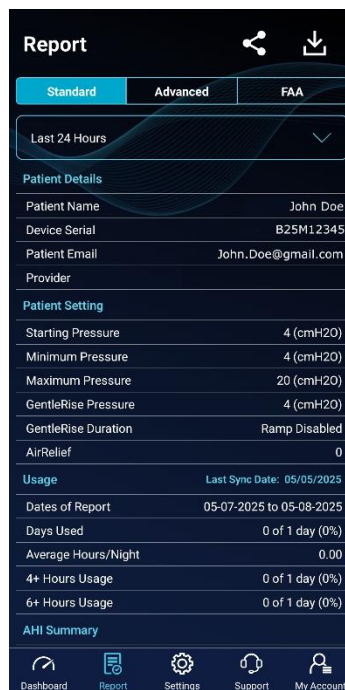 Report
Standard Advanced FAA
Last 24 Hours
Patient Details
Patient Name John Doe
Device Serial B25M12345
Patient Email John.Doe@gmail.com
Provider
Patient Setting
Starting Pressure 4 (cmH2O)
Minimum Pressure 4 (cmH2O)
Maximum Pressure 20 (cmH2O)
GentleRise Pressure 4 (cmH2O)
GentleRise Duration Ramp Disabled
AirRelief 0
Usage Last Sync Date: 05/05/2025
Dates of Report 05-07-2025 to 05-08-2025
Days Used 0 of 1 day (0%)
Average Hours/Night 0.00
4+ Hours Usage 0 of 1 day (0%)
6+ Hours Usage 0 of 1 day (0%)
AHI Summary
Dashboard Report Settings Support My Account